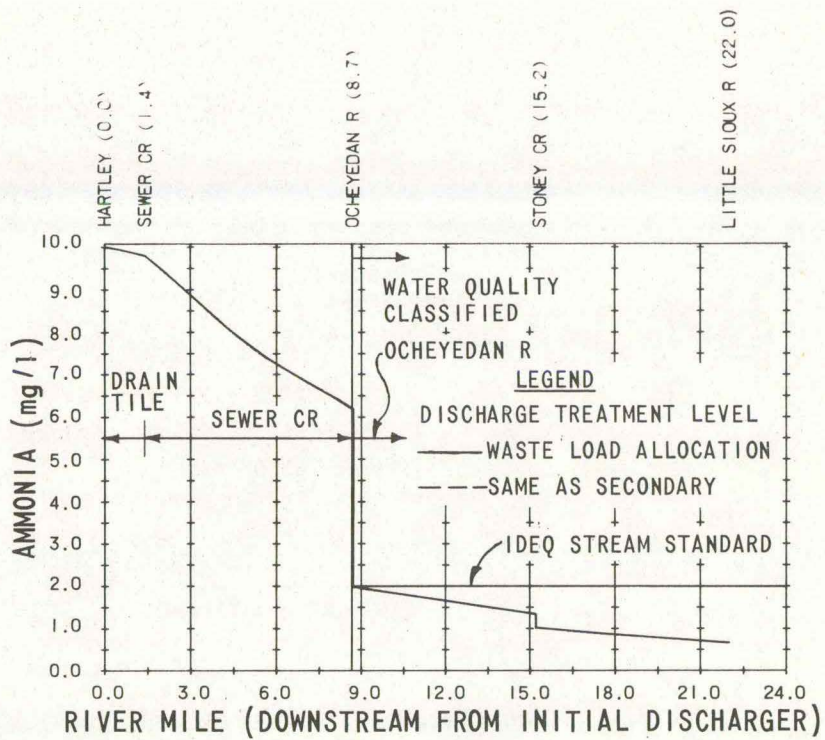 HARTLEY (0.0)
SEWER CR (1.4)
OCHEYEDAN R (8.7)
STONEY CR (15.2)
LITTLE SIOUX R (22.0)
10.0
9.0
8.0
7.0
6.0
5.0
4.0
3.0
2.0
1.0
0.0
AMMONIA (mg/l)
WATER QUALITY
CLASSIFIED
OCHEYEDAN R
DRAIN
TILE
SEWER CR
LEGEND
DISCHARGE TREATMENT LEVEL
WASTE LOAD ALLOCATION
SAME AS SECONDARY
IDEQ STREAM STANDARD
0.0 3.0 6.0 9.0 12.0 15.0 18.0 21.0 24.0
RIVER MILE (DOWNSTREAM FROM INITIAL DISCHARGER)